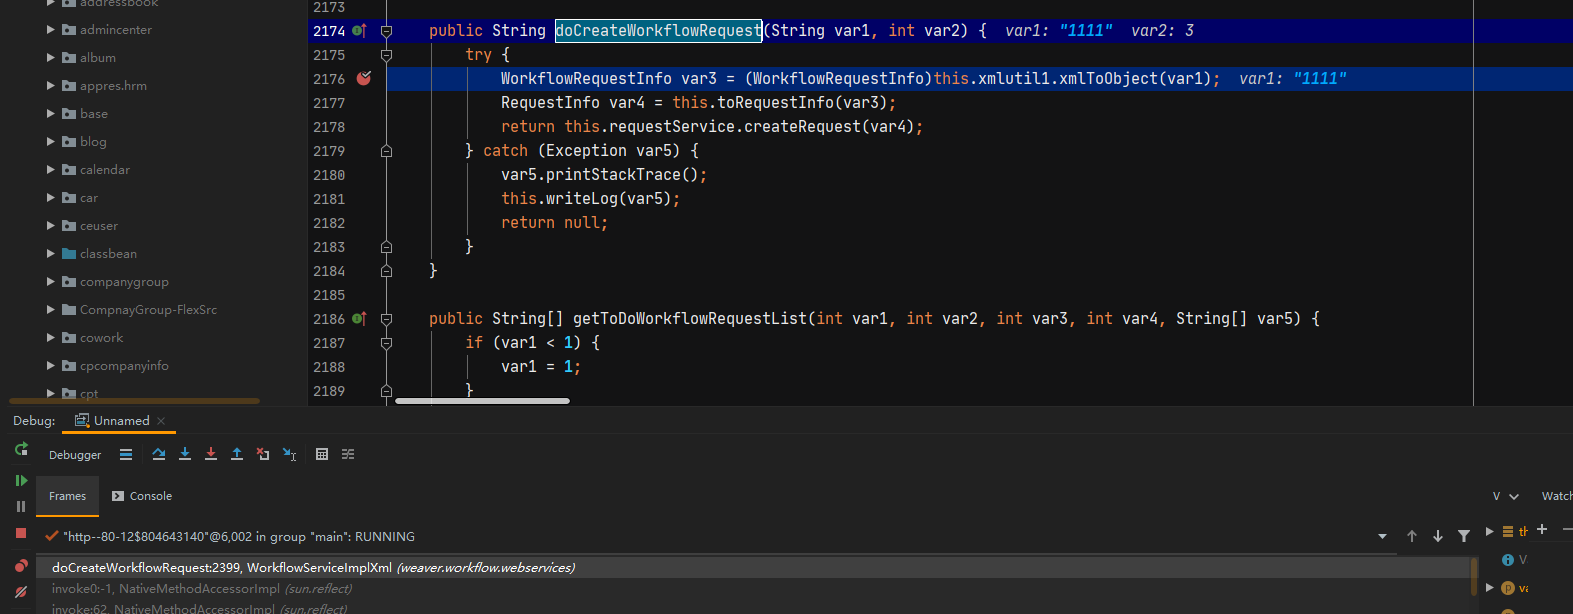 addressbook
admincenter
album
appres.hrm
base
blog
calendar
car
ceuser
classbean
companygroup
CompnayGroup-FlexSrc
cowork
cpcompanyinfo
cpt
2173
2174 public String doCreateWorkflowRequest(String var1, int var2) { var1: "1111" var2: 3
2175 try {
2176 WorkflowRequestInfo var3 = (WorkflowRequestInfo)this.xmlutil1.xmlToObject(var1); var1: "1111"
2177 RequestInfo var4 = this.toRequestInfo(var3);
2178 return this.requestService.createRequest(var4);
2179 } catch (Exception var5) {
2180 var5.printStackTrace();
2181 this.writeLog(var5);
2182 return null;
2183 }
2184 }
2185
2186 public String[] getToDoWorkflowRequestList(int var1, int var2, int var3, int var4, String[] var5) {
2187 if (var1 < 1) {
2188 var1 = 1;
2189 }
Debug: Unnamed
Debugger
Frames Console V Watch
"http--80-12$804643140"@6,002 in group "main": RUNNING
doCreateWorkflowRequest:2399, WorkflowServiceImplXml (weaver.workflow.webservices)
invoke0:-1, NativeMethodAccessorImpl (sun.reflect)
invoke:62, NativeMethodAccessorImpl (sun.reflect)